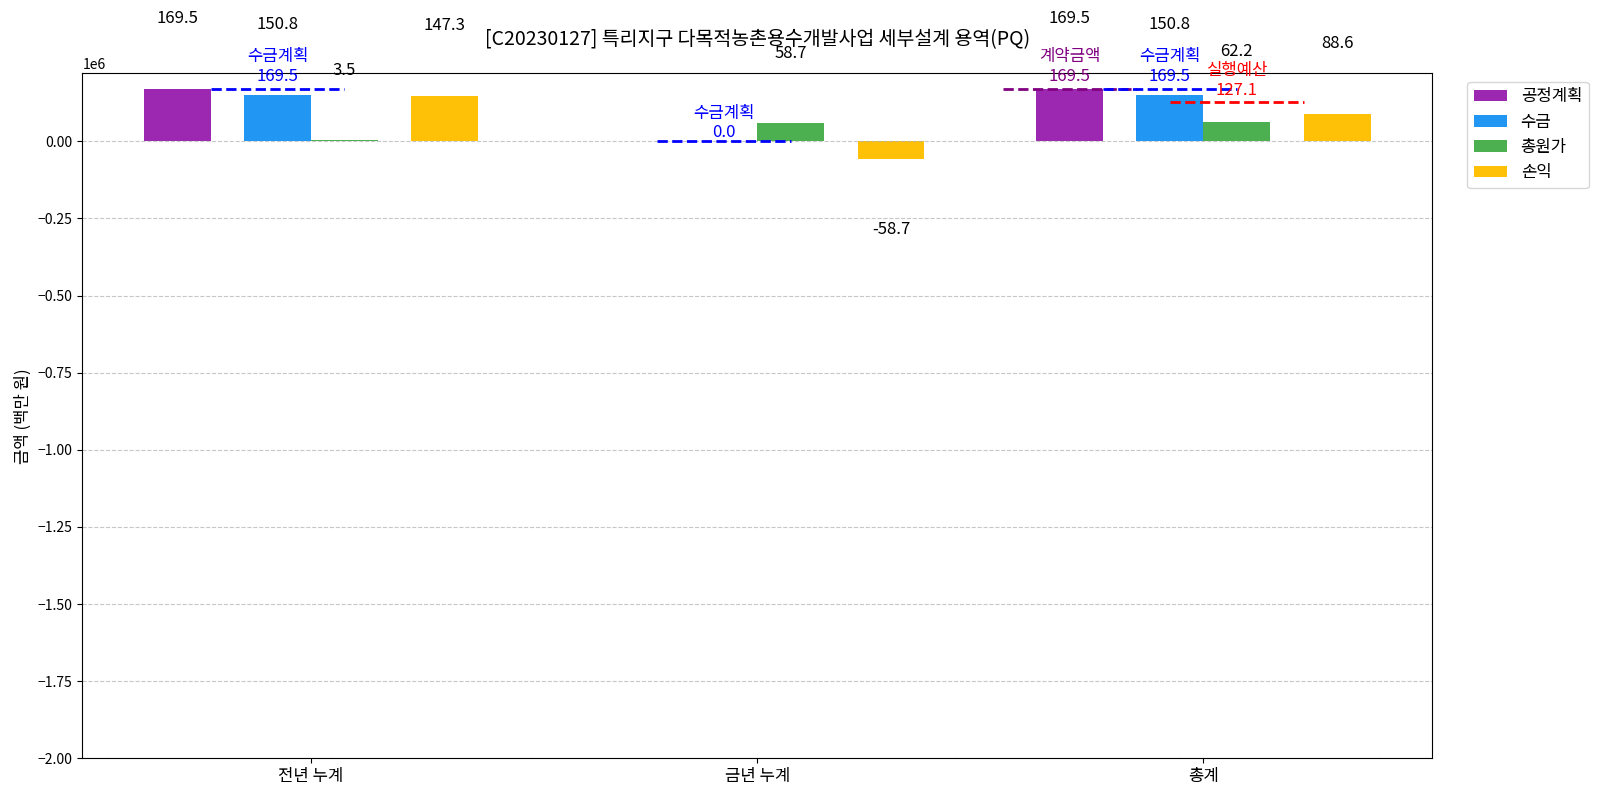 [C20230127] 특리지구 다목적농촌용수개발사업 세부설계 용역(PQ)
1e6
169.5
150.8
수금계획
169.5
3.5
147.3
수금계획
0.0
58.7
-58.7
169.5
계약금액
169.5
150.8
수금계획
169.5
62.2
실행예산
127.1
88.6
공정계획
수금
총원가
손익
금액 (백만 원)
0.00
−0.25
−0.50
−0.75
−1.00
−1.25
−1.50
−1.75
−2.00
전년 누계
금년 누계
총계